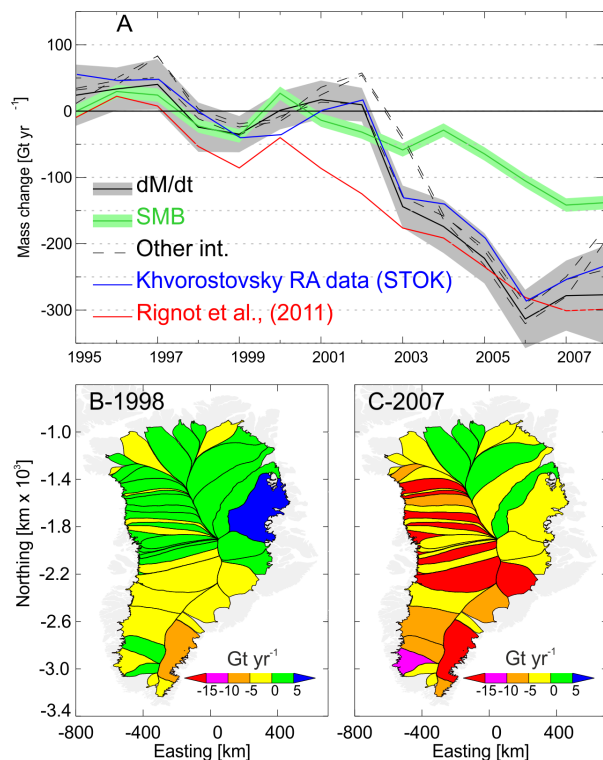 A
Mass change [Gt yr -1]
100
50
0
-50
-100
-150
-200
-250
-300
dM/dt
SMB
Other int.
Khvorostovsky RA data (STOK)
Rignot et al., (2011)
1995 1997 1999 2001 2003 2005 2007
B-1998
C-2007
Northing [km x 10³]
-1.0
-1.4
-1.8
-2.2
-2.6
-3.0
-3.4
Gt yr-1
-15 -10 -5 0 5
Gt yr-1
-15 -10 -5 0 5
-800 -400 0 400
-800 -400 0 400
Easting [km]
Easting [km]